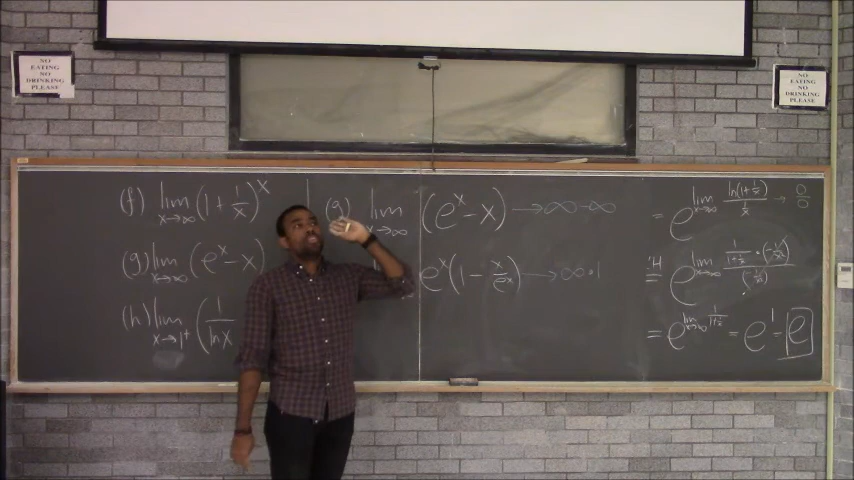 NO
EATING
NO
DRINKING
PLEASE
NO
EATING
NO
DRINKING
PLEASE
(f) lim x→∞ (1 + 1/x)^x
(g) lim x→∞ (e^x - x)
(h) lim x→1+ (1/ln x
(g) lim x→∞ (e^x - x) → ∞ - ∞
e^x (1 - x/e^x) → ∞ · 1
= e^{lim x→∞ ln(1+1/x) / (1/x)} → 0/0
'H = e^{lim x→∞ (1/(1+1/x) · (-1/x²)) / (-1/x²)}
= e^{lim x→∞ 1/(1+1/x)} = e^1 = e